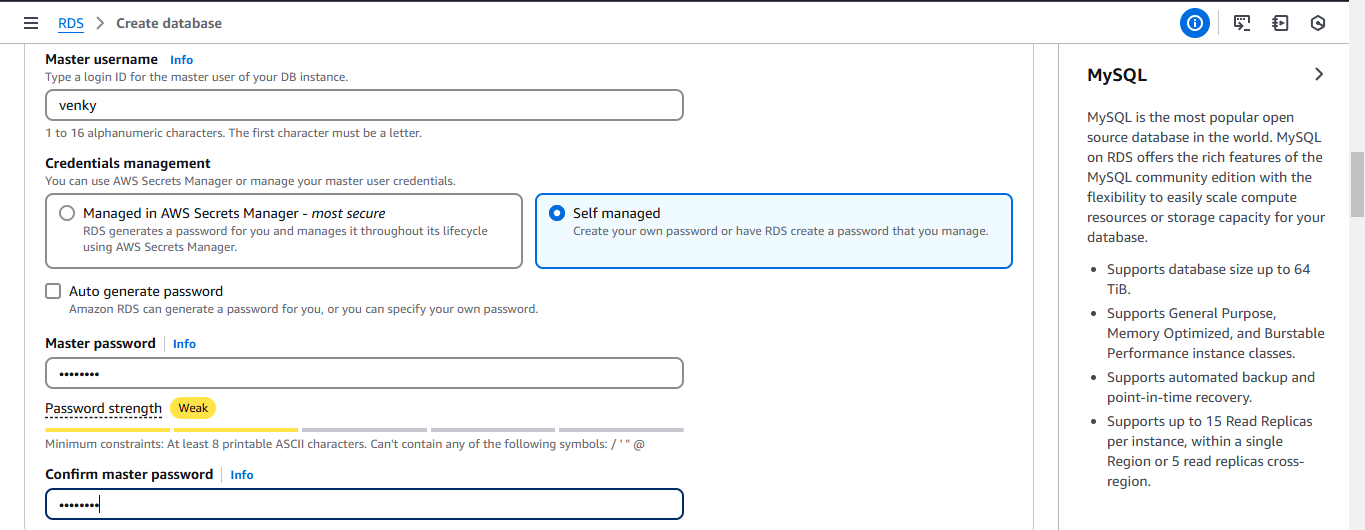 RDS > Create database
Master username Info
Type a login ID for the master user of your DB instance.
venky
1 to 16 alphanumeric characters. The first character must be a letter.
Credentials management
You can use AWS Secrets Manager or manage your master user credentials.
Managed in AWS Secrets Manager - most secure
RDS generates a password for you and manages it throughout its lifecycle
using AWS Secrets Manager.
Self managed
Create your own password or have RDS create a password that you manage.
Auto generate password
Amazon RDS can generate a password for you, or you can specify your own password.
Master password Info
••••••••
Password strength Weak
Minimum constraints: At least 8 printable ASCII characters. Can't contain any of the following symbols: / ' " @
Confirm master password Info
••••••••
MySQL
MySQL is the most popular open
source database in the world. MySQL
on RDS offers the rich features of the
MySQL community edition with the
flexibility to easily scale compute
resources or storage capacity for your
database.
• Supports database size up to 64
TiB.
• Supports General Purpose,
Memory Optimized, and Burstable
Performance instance classes.
• Supports automated backup and
point-in-time recovery.
• Supports up to 15 Read Replicas
per instance, within a single
Region or 5 read replicas cross-
region.